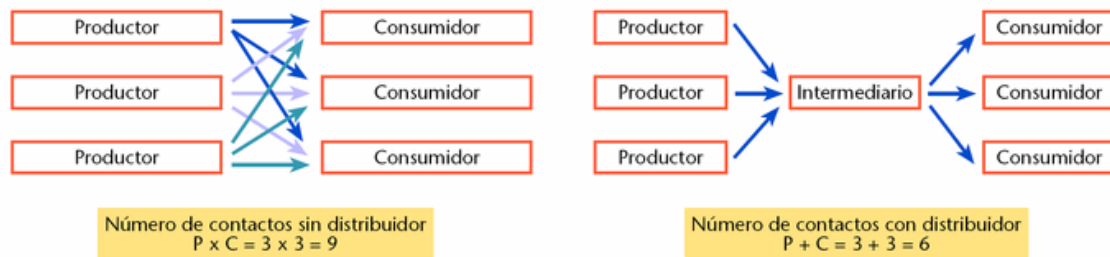 Productor
Consumidor
Productor
Consumidor
Productor
Consumidor
Número de contactos sin distribuidor
P x C = 3 x 3 = 9
Productor
Consumidor
Productor
Intermediario
Consumidor
Productor
Consumidor
Número de contactos con distribuidor
P + C = 3 + 3 = 6